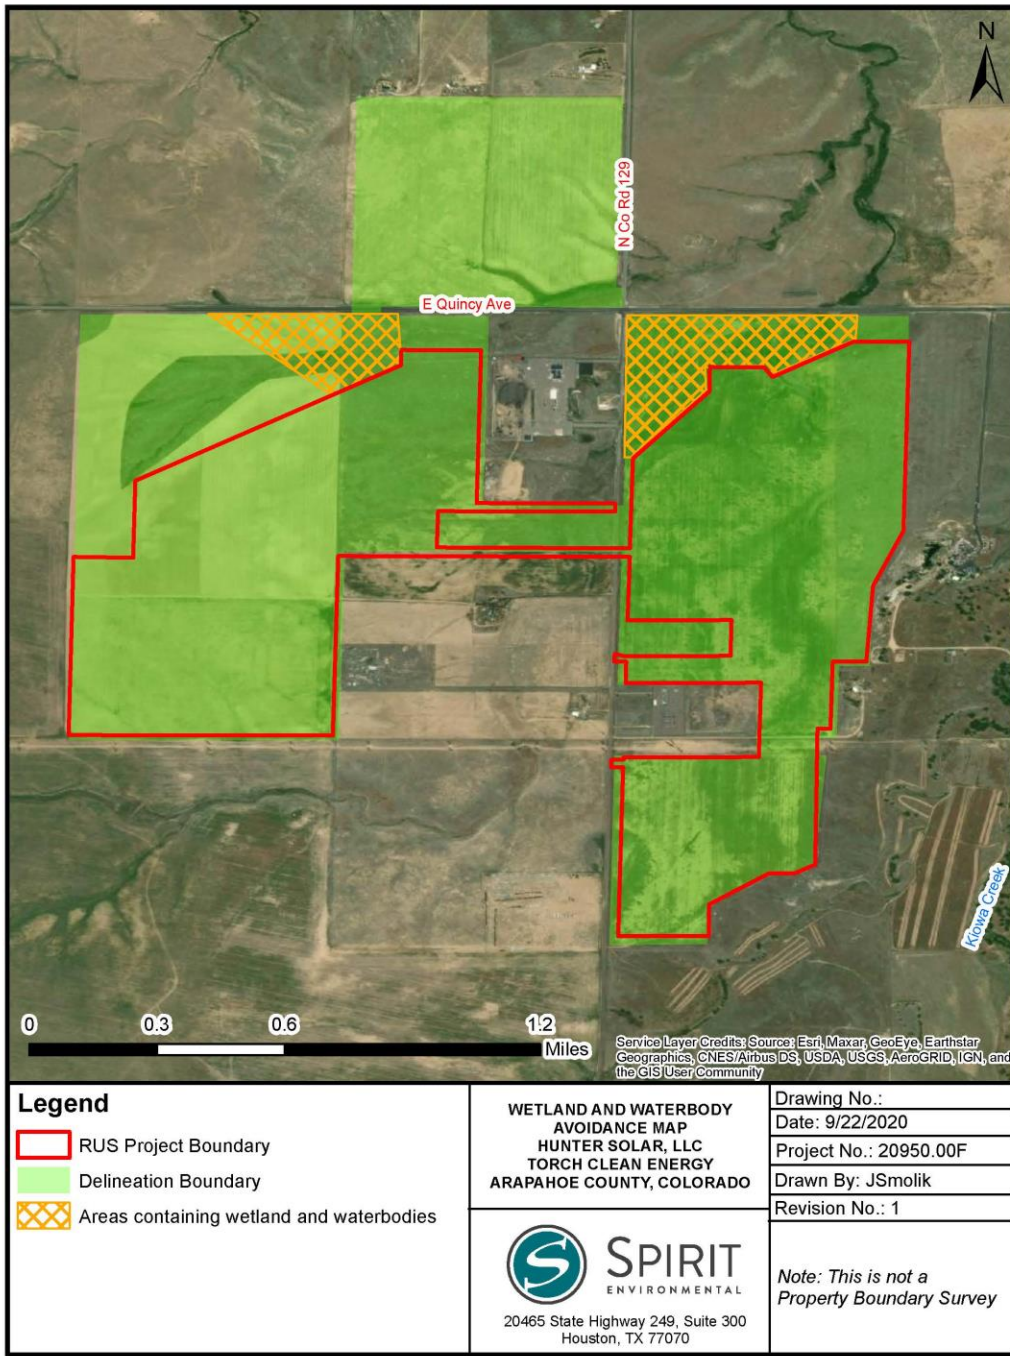 N
N Co Rd 129
E Quincy Ave
Kiowa Creek
0 0.3 0.6 1.2
Miles
Service Layer Credits: Source: Esri, Maxar, GeoEye, Earthstar
Geographics, CNES/Airbus DS, USDA, USGS, AeroGRID, IGN, and
the GIS User Community
Legend
RUS Project Boundary
Delineation Boundary
Areas containing wetland and waterbodies
WETLAND AND WATERBODY
AVOIDANCE MAP
HUNTER SOLAR, LLC
TORCH CLEAN ENERGY
ARAPAHOE COUNTY, COLORADO
S SPIRIT
ENVIRONMENTAL
20465 State Highway 249, Suite 300
Houston, TX 77070
Drawing No.:
Date: 9/22/2020
Project No.: 20950.00F
Drawn By: JSmolik
Revision No.: 1
Note: This is not a
Property Boundary Survey